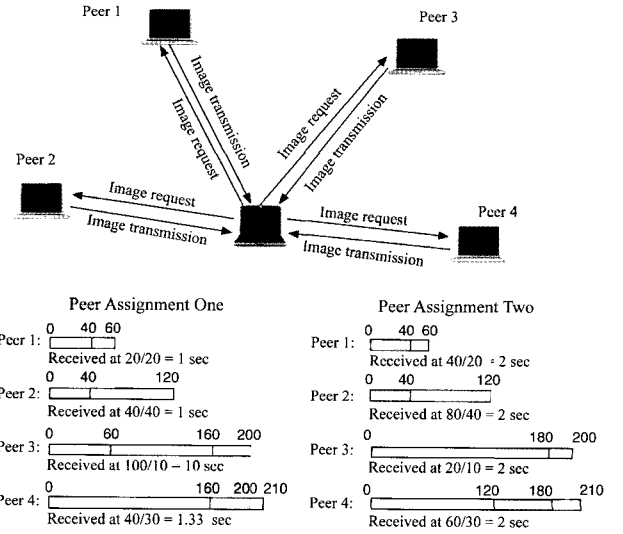 Peer 1
Peer 3
Image transmission
Image request
Image request
Image transmission
Peer 2
Image request
Image transmission
Image request
Image transmission
Peer 4
Peer Assignment One
0 40 60
Peer 1:
Received at 20/20 = 1 sec
0 40 120
Peer 2:
Received at 40/40 = 1 sec
0 60 160 200
Peer 3:
Received at 100/10 – 10 sec
0 160 200 210
Peer 4:
Received at 40/30 = 1.33 sec
Peer Assignment Two
0 40 60
Peer 1:
Received at 40/20 = 2 sec
0 40 120
Peer 2:
Received at 80/40 = 2 sec
0 180 200
Peer 3:
Received at 20/10 = 2 sec
0 120 190 210
Peer 4:
Received at 60/30 = 2 sec